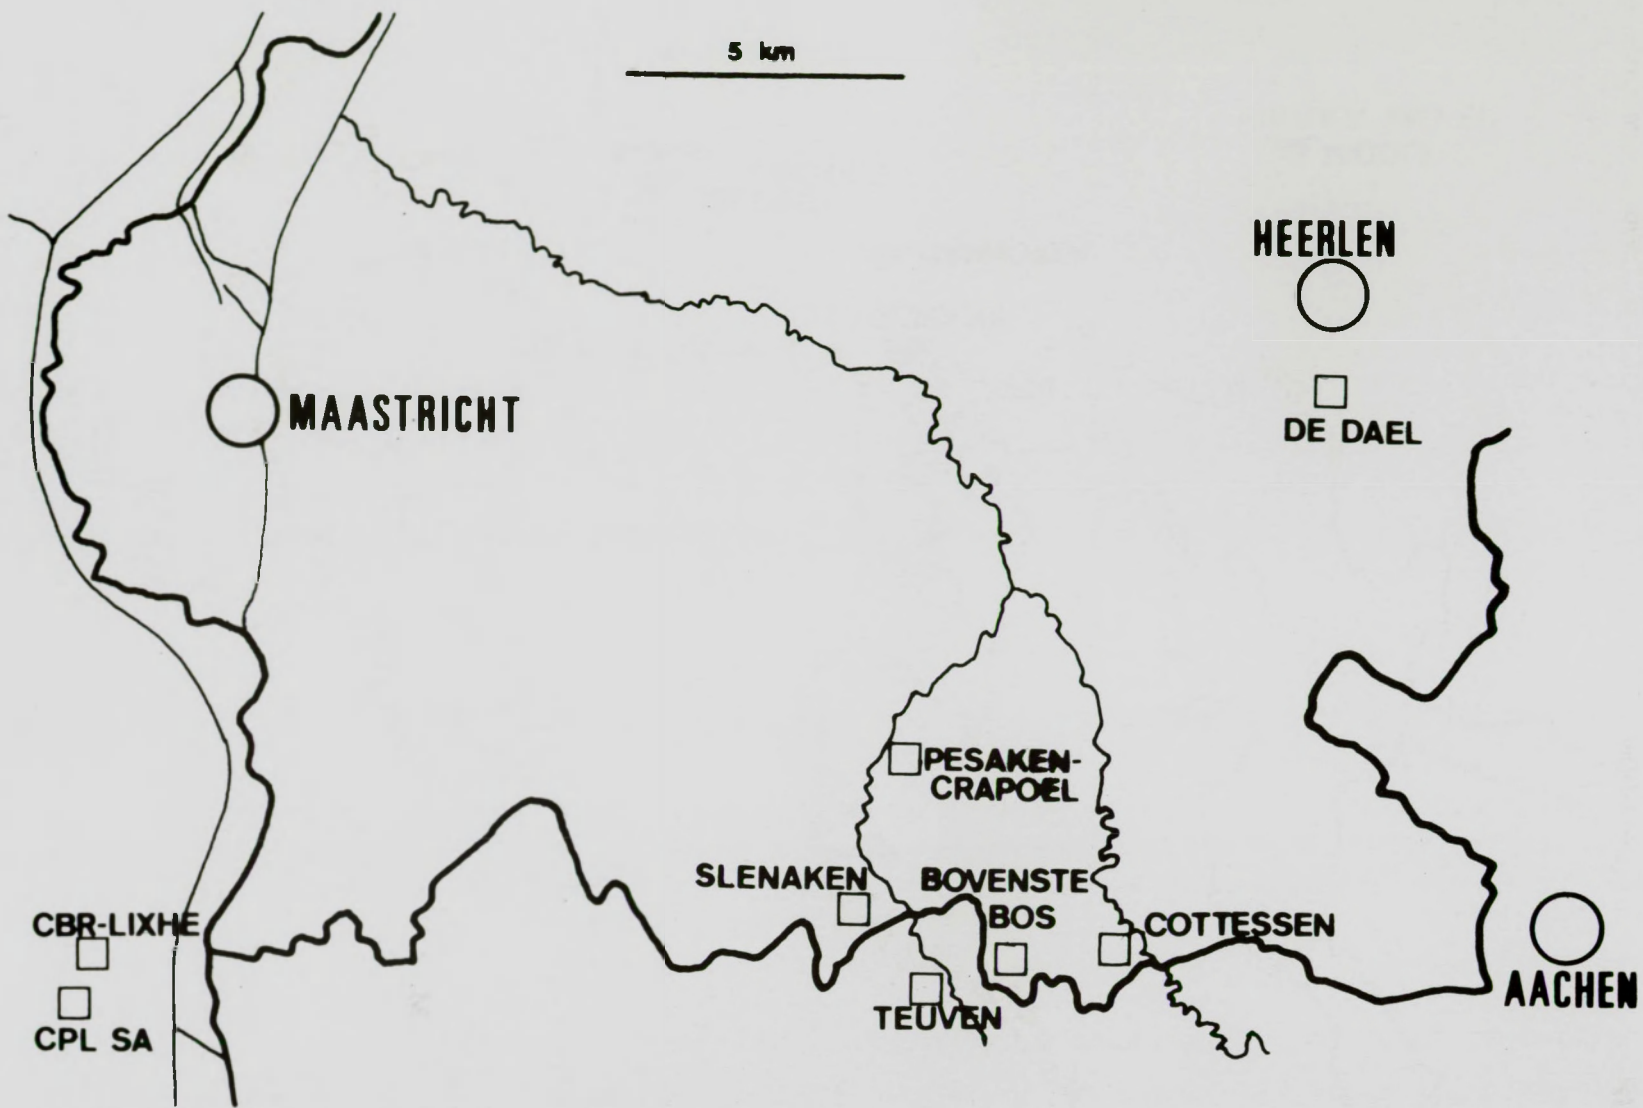 5 km
HEERLEN
MAASTRICHT
DE DAEL
PESAKEN-
CRAPOEL
SLENAKEN
BOVENSTE
BOS
COTTESSEN
CBR-LIXHE
CPL SA
TEUVEN
AACHEN